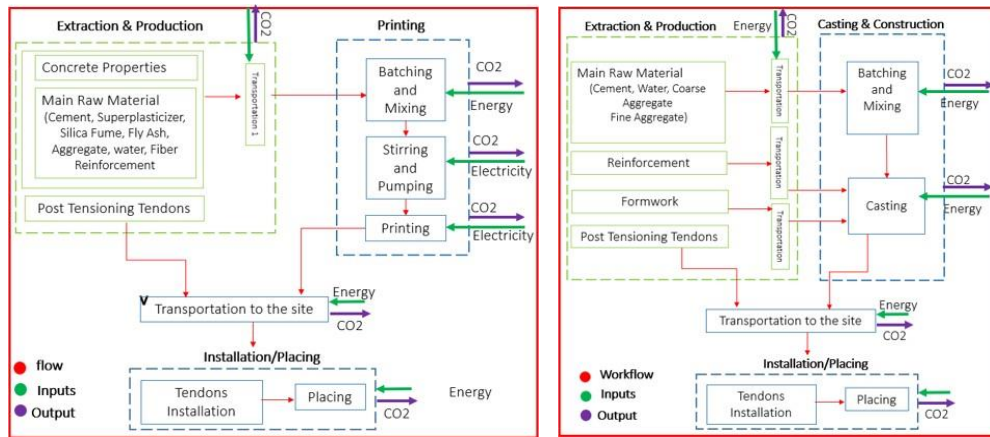 Extraction & Production
CO2
Printing
Concrete Properties
Main Raw Material
(Cement, Superplasticizer,
Silica Fume, Fly Ash,
Aggregate, water, Fiber
Reinforcement
Transportation 1
Post Tensioning Tendons
Batching
and
Mixing
CO2
Energy
Stirring
and
Pumping
CO2
Electricity
Printing
CO2
Electricity
V
Transportation to the site
Energy
CO2
Installation/Placing
flow
Inputs
Output
Tendons
Installation
Placing
Energy
CO2
Extraction & Production
Energy
CO2
Casting & Construction
Main Raw Material
(Cement, Water, Coarse
Aggregate
Fine Aggregate)
Transportation
Reinforcement
Transportation
Formwork
Transportation
Post Tensioning Tendons
Batching
and
Mixing
CO2
Energy
Casting
CO2
Energy
Transportation to the site
Energy
CO2
Installation/Placing
Workflow
Inputs
Output
Tendons
Installation
Placing
CO2